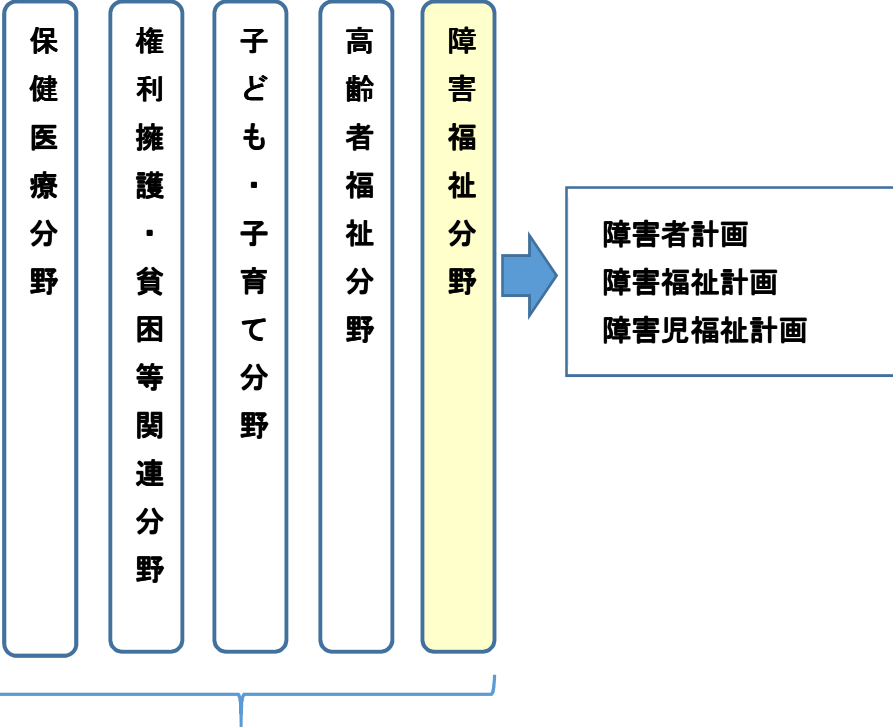 保健医療分野
権利擁護・貧困等関連分野
子ども・子育て分野
高齢者福祉分野
障害福祉分野
障害者計画
障害福祉計画
障害児福祉計画